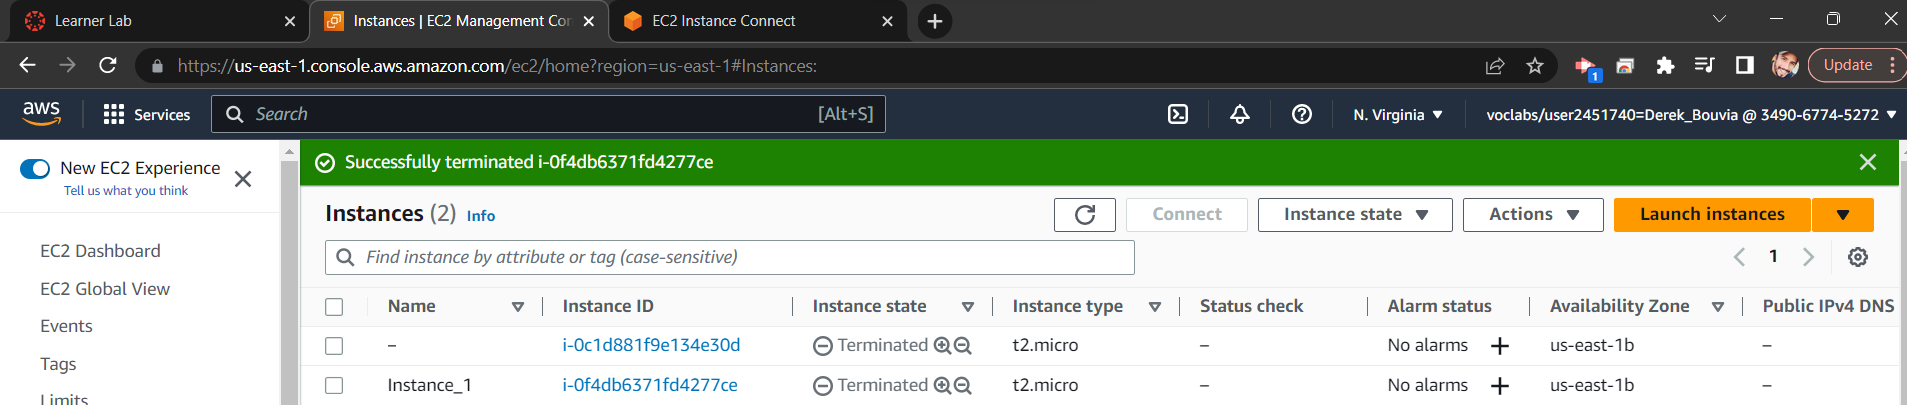 Learner Lab
Instances | EC2 Management Con
EC2 Instance Connect
https://us-east-1.console.aws.amazon.com/ec2/home?region=us-east-1#Instances:
1
Update
aws
Services
Search
[Alt+S]
N. Virginia
voclabs/user2451740=Derek_Bouvia @ 3490-6774-5272
New EC2 Experience
Tell us what you think
EC2 Dashboard
EC2 Global View
Events
Tags
Limits
Successfully terminated i-0f4db6371fd4277ce
Instances (2) Info
Connect
Instance state
Actions
Launch instances
Find instance by attribute or tag (case-sensitive)
1
Name Instance ID Instance state Instance type Status check Alarm status Availability Zone Public IPv4 DNS
– i-0c1d881f9e134e30d Terminated t2.micro – No alarms + us-east-1b –
Instance_1 i-0f4db6371fd4277ce Terminated t2.micro – No alarms + us-east-1b –